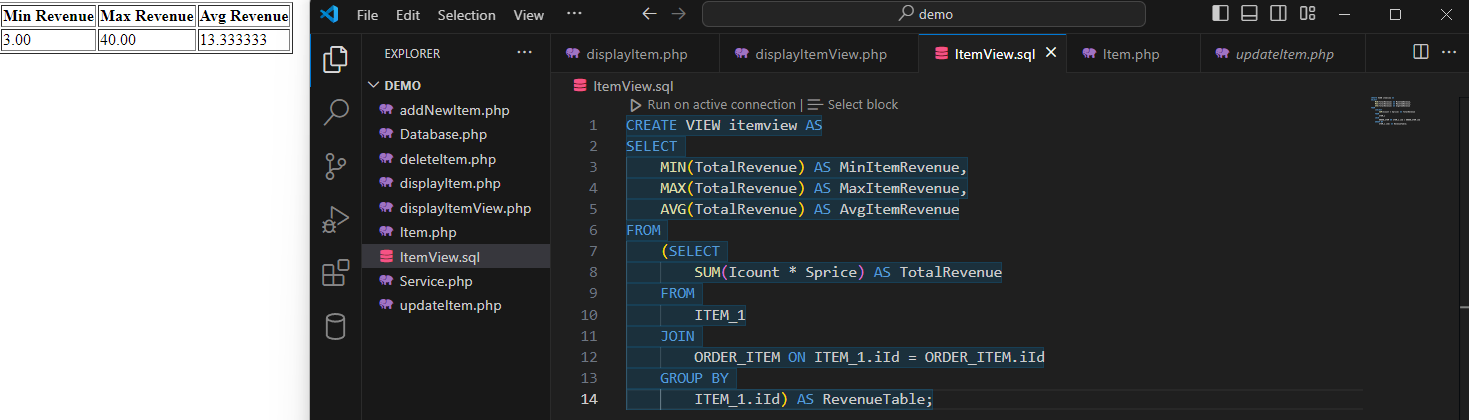 Min Revenue Max Revenue Avg Revenue
3.00 40.00 13.333333
File Edit Selection View ··· demo
EXPLORER ···
DEMO
addNewItem.php
Database.php
deleteItem.php
displayItem.php
displayItemView.php
Item.php
ItemView.sql
Service.php
updateItem.php
displayItem.php displayItemView.php ItemView.sql Item.php updateItem.php ···
ItemView.sql
Run on active connection | Select block
1 CREATE VIEW itemview AS
2 SELECT
3 MIN(TotalRevenue) AS MinItemRevenue,
4 MAX(TotalRevenue) AS MaxItemRevenue,
5 AVG(TotalRevenue) AS AvgItemRevenue
6 FROM
7 (SELECT
8 SUM(Icount * Sprice) AS TotalRevenue
9 FROM
10 ITEM_1
11 JOIN
12 ORDER_ITEM ON ITEM_1.iId = ORDER_ITEM.iId
13 GROUP BY
14 ITEM_1.iId) AS RevenueTable;